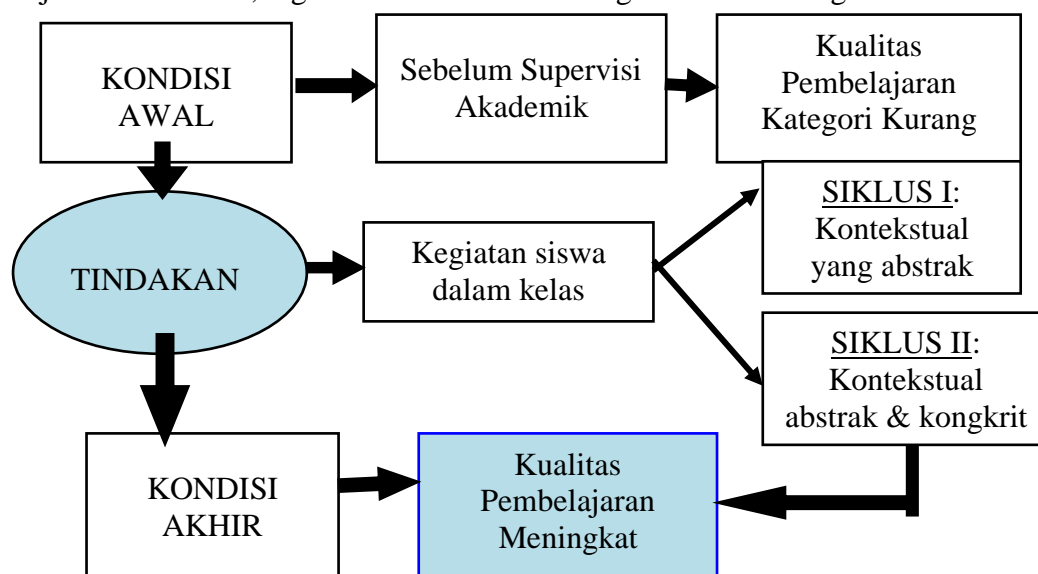 KONDISI
AWAL
Sebelum Supervisi
Akademik
Kualitas
Pembelajaran
Kategori Kurang
TINDAKAN
Kegiatan siswa
dalam kelas
SIKLUS I:
Kontekstual
yang abstrak
SIKLUS II:
Kontekstual
abstrak & kongkrit
KONDISI
AKHIR
Kualitas
Pembelajaran
Meningkat